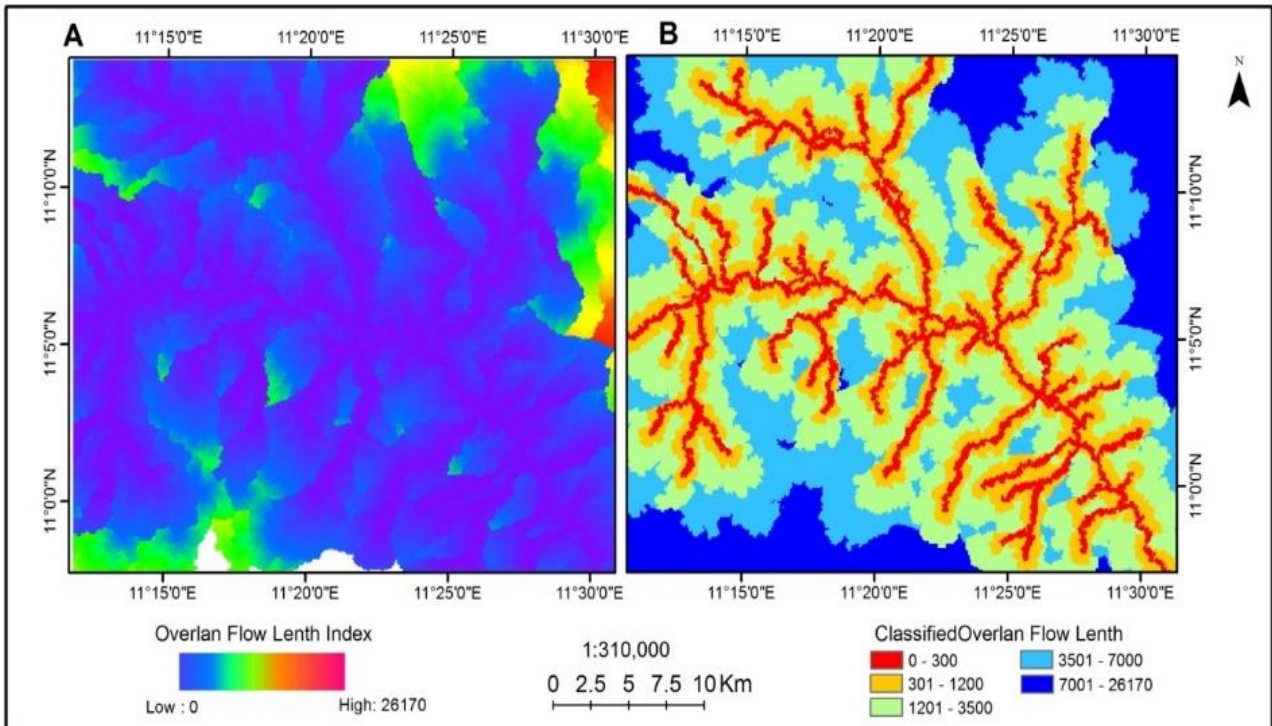 A
B
11°15'0"E 11°20'0"E 11°25'0"E 11°30'0"E
11°15'0"E 11°20'0"E 11°25'0"E 11°30'0"E
N
11°10'0"N
11°5'0"N
11°0'0"N
11°10'0"N
11°5'0"N
11°0'0"N
11°15'0"E 11°20'0"E 11°25'0"E 11°30'0"E
11°15'0"E 11°20'0"E 11°25'0"E 11°30'0"E
Overlan Flow Lenth Index
Low : 0 High: 26170
1:310,000
0 2.5 5 7.5 10 Km
ClassifiedOverlan Flow Lenth
0 - 300
301 - 1200
1201 - 3500
3501 - 7000
7001 - 26170